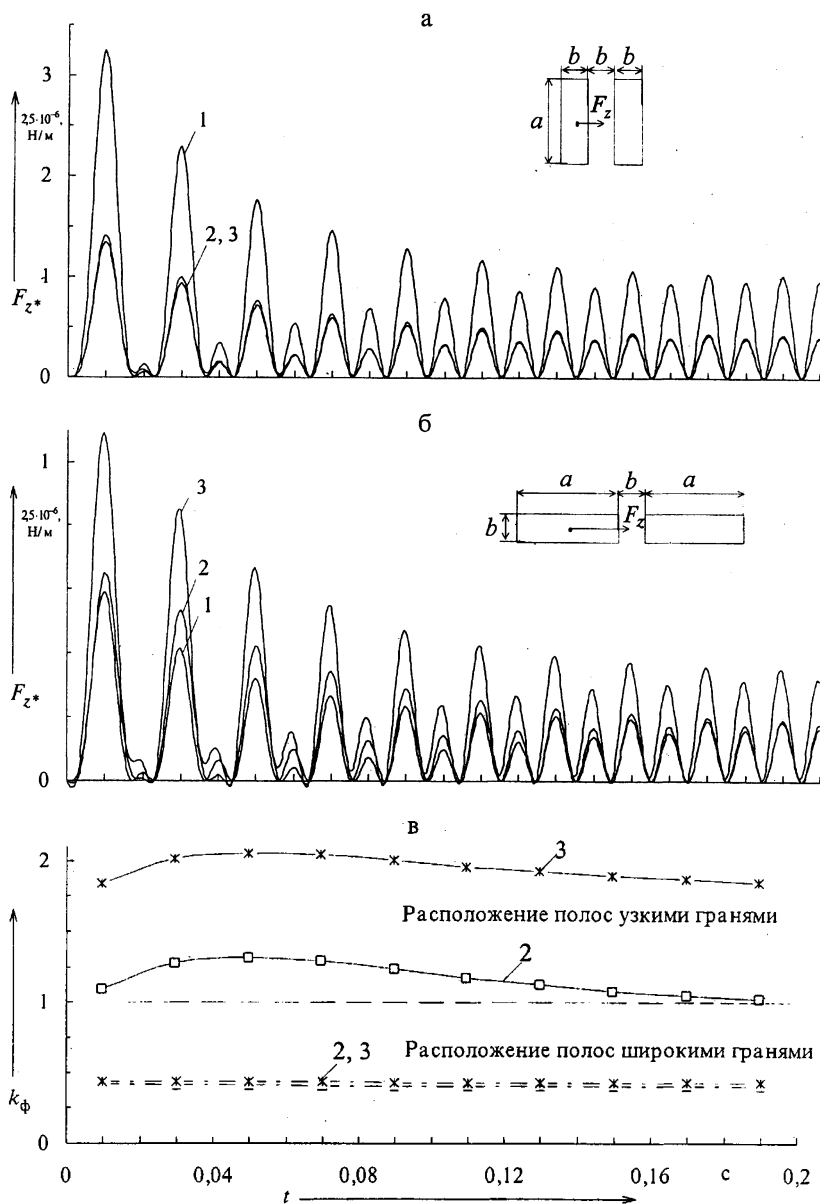 а
3
2,5·10⁻⁶,
Н/м
2
1
F_z*
0
1
2, 3
b b b
a
F_z
б
1
2,5·10⁻⁶,
Н/м
F_z*
0
3
2
1
a b a
b
F_z
в
2
3
Расположение полос узкими гранями
2
1
Расположение полос широкими гранями
2, 3
k_ф
0
0 0,04 0,08 0,12 0,16 с 0,2
t